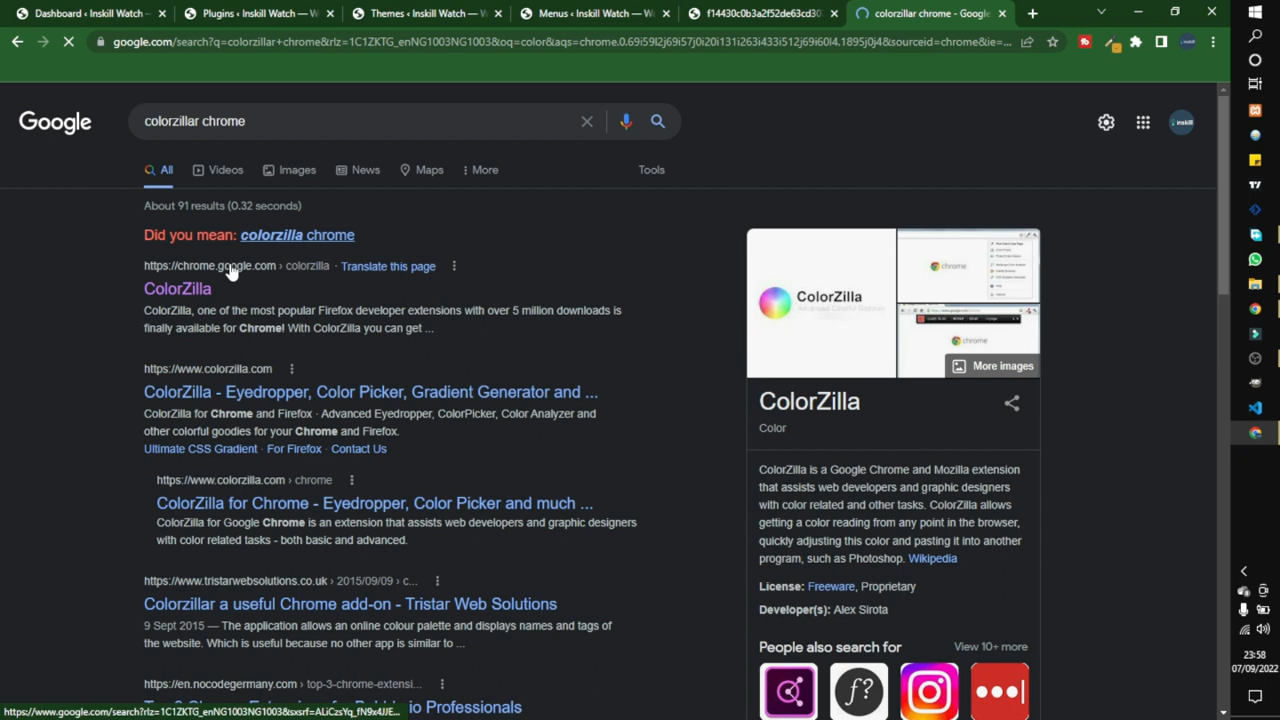 Dashboard ‹ Inskill Watch —
Plugins ‹ Inskill Watch — W
Themes ‹ Inskill Watch — W
Menus ‹ Inskill Watch — W
f14430c0b3a2f52de63cd30
colorzillar chrome - Google
google.com/search?q=colorzillar+chrome&rlz=1C1ZKTG_enNG1003NG1003&oq=color&aqs=chrome.0.69i59l2j69i57j0i20i131i263i433i512j69i60l4.1895j0j4&sourceid=chrome&ie=...
Google
colorzillar chrome
inskill
All
Videos
Images
News
Maps
More
Tools
About 91 results (0.32 seconds)
Did you mean: colorzilla chrome
https://chrome.google.com
Translate this page
ColorZilla
ColorZilla, one of the most popular Firefox developer extensions with over 5 million downloads is
finally available for Chrome. With ColorZilla you can get ...
https://www.colorzilla.com
ColorZilla - Eyedropper, Color Picker, Gradient Generator and ...
ColorZilla for Chrome and Firefox · Advanced Eyedropper, ColorPicker, Color Analyzer and
other colorful goodies for your Chrome and Firefox.
Ultimate CSS Gradient · For Firefox · Contact Us
https://www.colorzilla.com › chrome
ColorZilla for Chrome - Eyedropper, Color Picker and much ...
ColorZilla for Google Chrome is an extension that assists web developers and graphic designers
with color related tasks - both basic and advanced.
https://www.tristarwebsolutions.co.uk › 2015/09/09 › c...
Colorzillar a useful Chrome add-on - Tristar Web Solutions
9 Sept 2015 — The application allows an online colour palette and displays names and tags of
the website. Which is useful because no other app is similar to ...
https://en.nocodegermany.com › top-3-chrome-extensi...
io Professionals
https://www.google.com/search?rlz=1C1ZKTG_enNG1003NG1003&sxsrf=ALiCzsYq_fN9x4JJE...
ColorZilla
chrome
chrome
More images
ColorZilla
Color
ColorZilla is a Google Chrome and Mozilla extension
that assists web developers and graphic designers
with color related and other tasks. ColorZilla allows
getting a color reading from any point in the browser,
quickly adjusting this color and pasting it into another
program, such as Photoshop. Wikipedia
License: Freeware, Proprietary
Developer(s): Alex Sirota
People also search for
View 10+ more
f?
23:58
07/09/2022